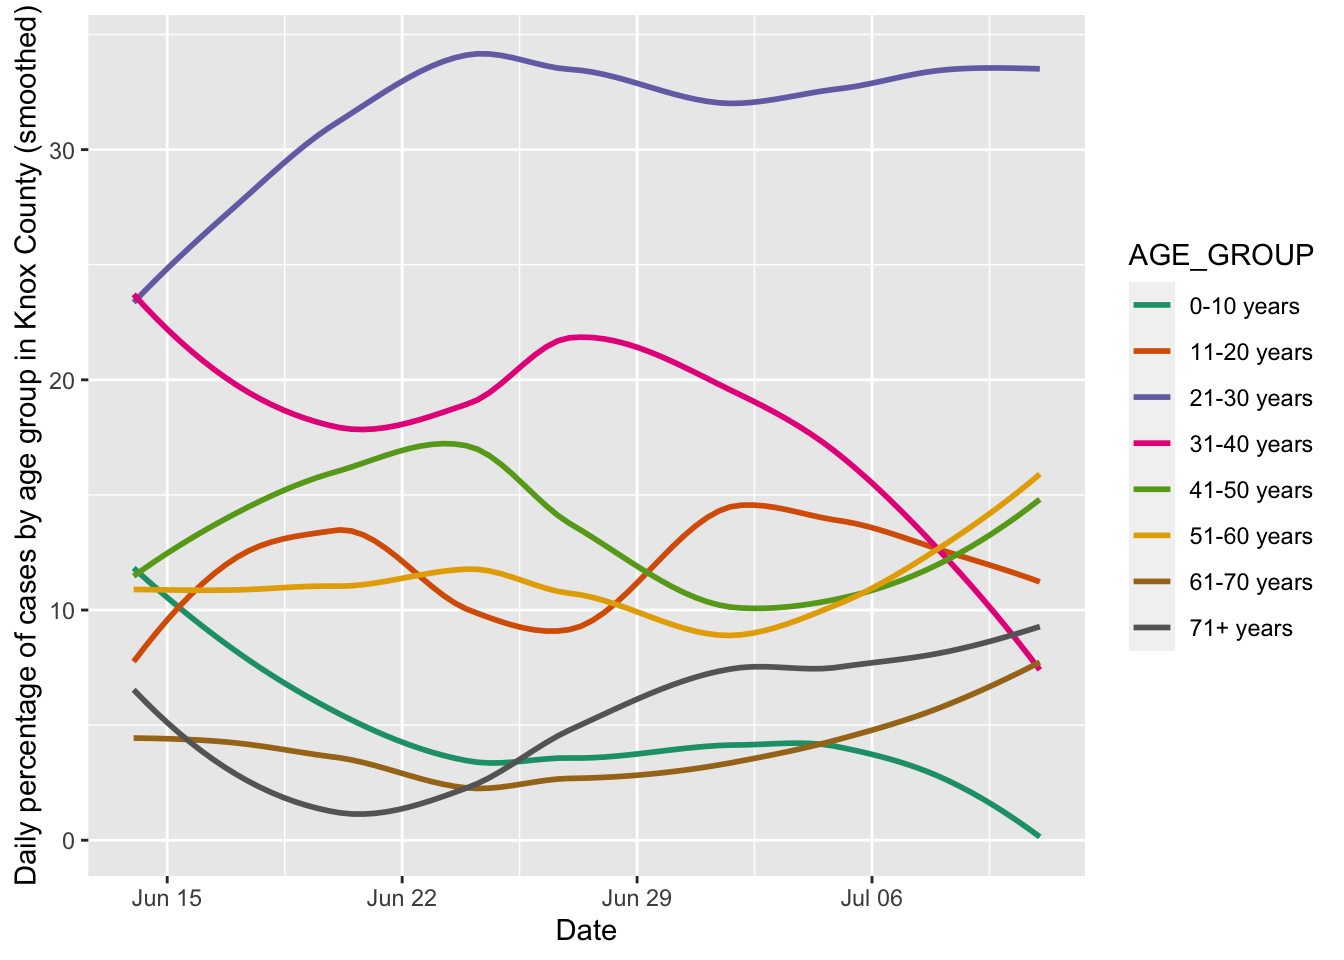 Daily percentage of cases by age group in Knox County (smoothed)
30
20
10
0
Jun 15
Jun 22
Jun 29
Jul 06
Date
AGE_GROUP
0-10 years
11-20 years
21-30 years
31-40 years
41-50 years
51-60 years
61-70 years
71+ years